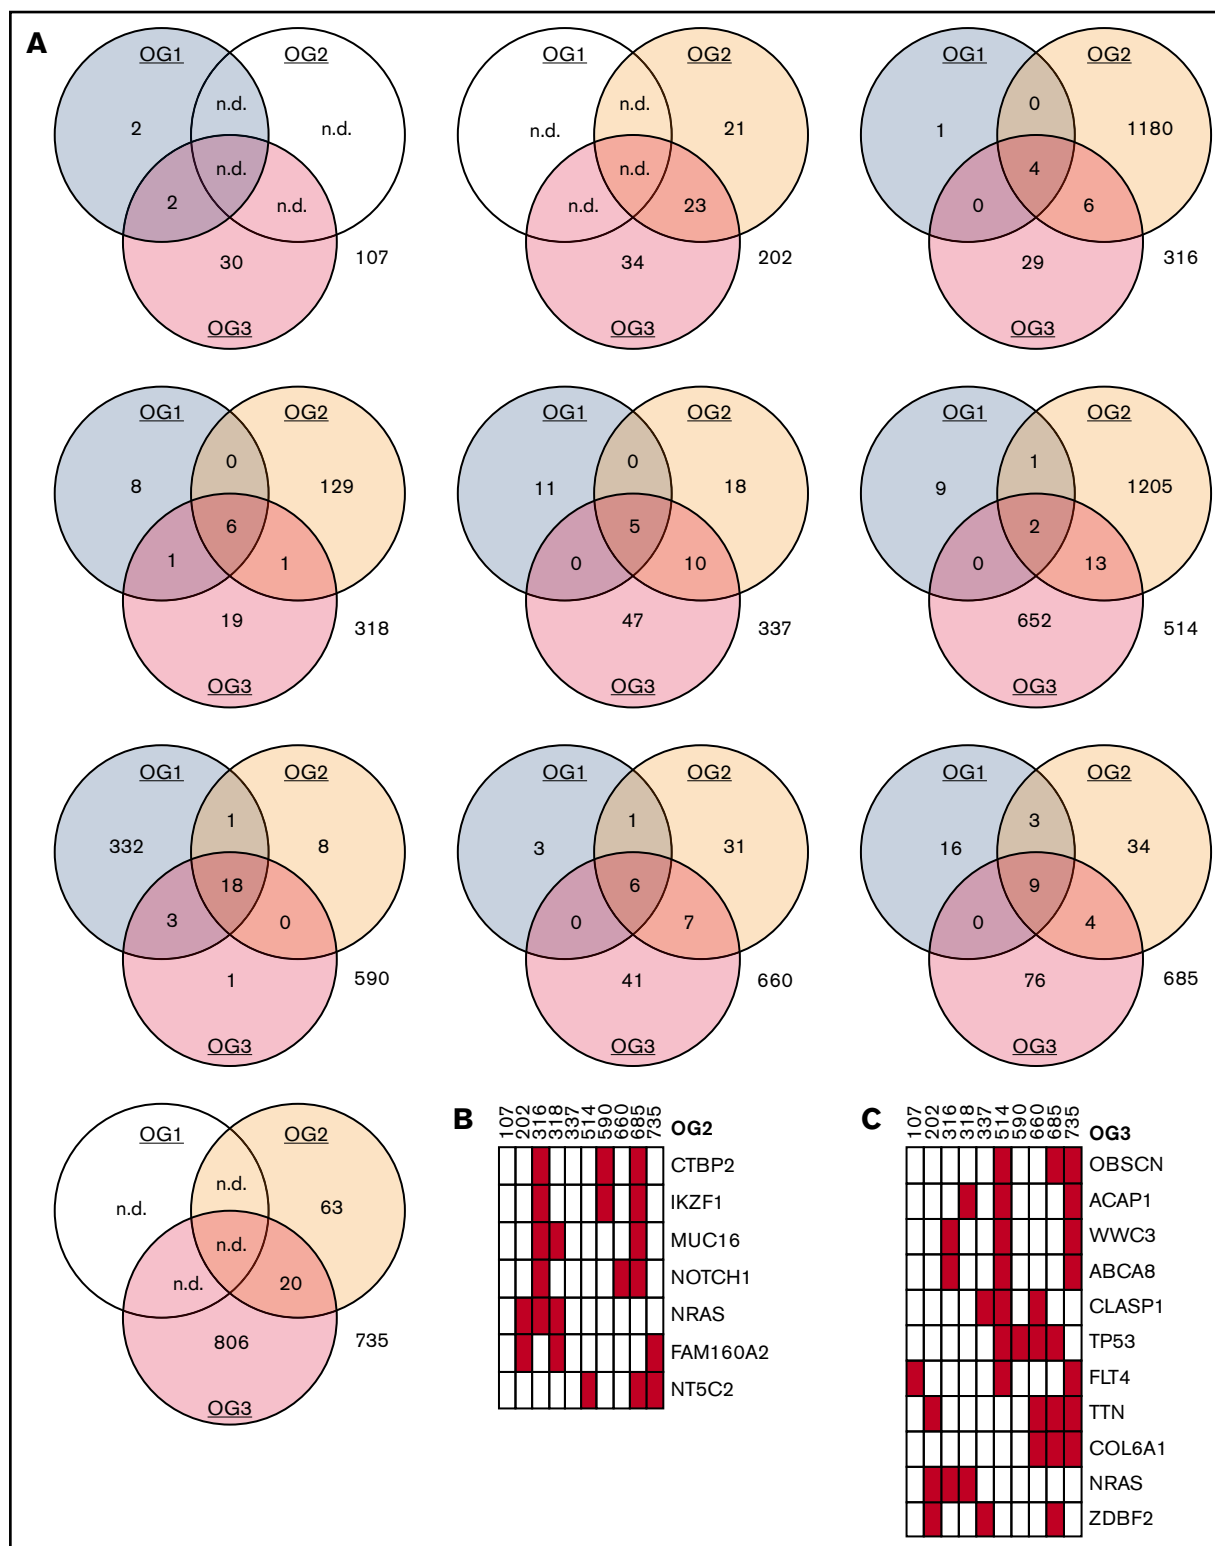 A
OG1 OG2
n.d.
2 n.d.
n.d.
2 n.d.
30 107
OG3
OG1 OG2
n.d.
n.d. 21
n.d.
n.d. 23
34 202
OG3
OG1 OG2
0
1 1180
4
0 6
29 316
OG3
OG1 OG2
0
8 129
6
1 1
19 318
OG3
OG1 OG2
0
11 18
5
0 10
47 337
OG3
OG1 OG2
1
9 1205
2
0 13
652 514
OG3
OG1 OG2
1
332 8
18
3 0
1 590
OG3
OG1 OG2
1
3 31
6
0 7
41 660
OG3
OG1 OG2
3
16 34
9
0 4
76 685
OG3
OG1 OG2
n.d.
n.d. 63
n.d.
n.d. 20
806 735
OG3
B
107 202 316 318 337 514 590 660 685 735 OG2
CTBP2
IKZF1
MUC16
NOTCH1
NRAS
FAM160A2
NT5C2
C
107 202 316 318 337 514 590 660 685 735 OG3
OBSCN
ACAP1
WWC3
ABCA8
CLASP1
TP53
FLT4
TTN
COL6A1
NRAS
ZDBF2